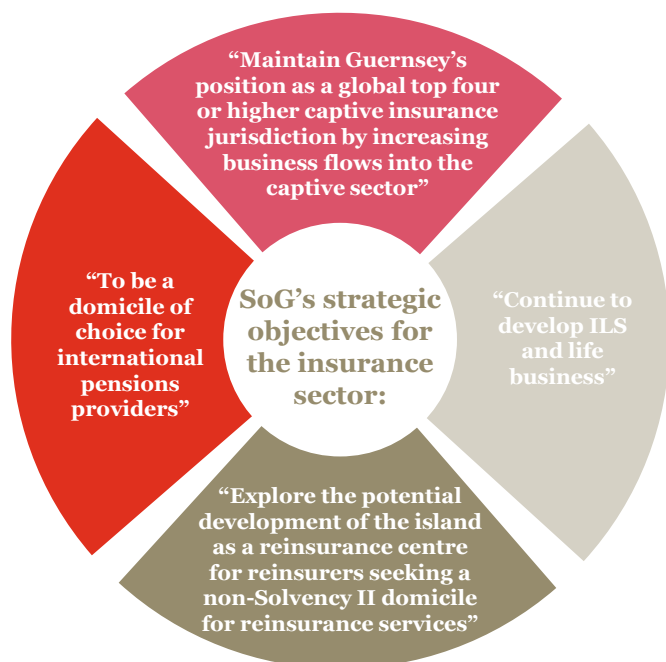 “Maintain Guernsey’s
position as a global top four
or higher captive insurance
jurisdiction by increasing
business flows into the
captive sector”
“To be a
domicile of
choice for
international
pensions
providers”
SoG’s strategic
objectives for
the insurance
sector:
“Continue to
develop ILS
and life
business”
“Explore the potential
development of the island
as a reinsurance centre
for reinsurers seeking a
non-Solvency II domicile
for reinsurance services”